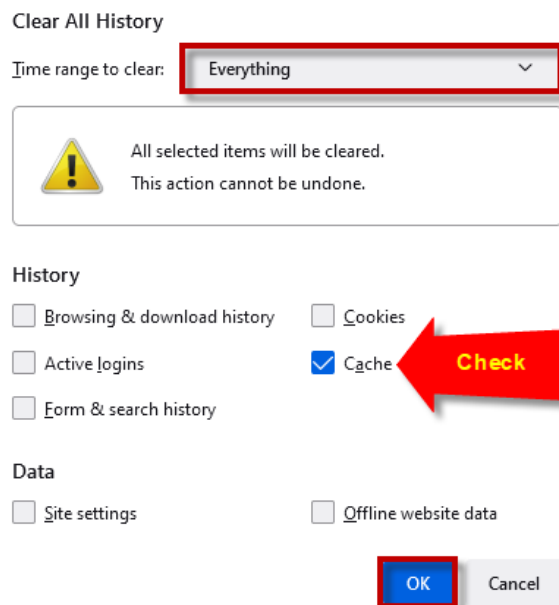 Clear All History
Time range to clear: Everything
All selected items will be cleared.
This action cannot be undone.
History
Browsing & download history Cookies
Active logins Cache Check
Form & search history
Data
Site settings Offline website data
OK Cancel